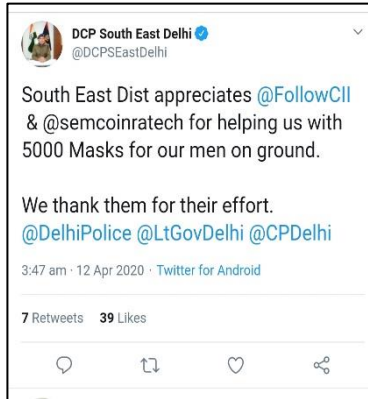 DCP South East Delhi
@DCPSEastDelhi
South East Dist appreciates @FollowCII
& @semcoinratech for helping us with
5000 Masks for our men on ground.
We thank them for their effort.
@DelhiPolice @LtGovDelhi @CPDelhi
3:47 am · 12 Apr 2020 · Twitter for Android
7 Retweets 39 Likes